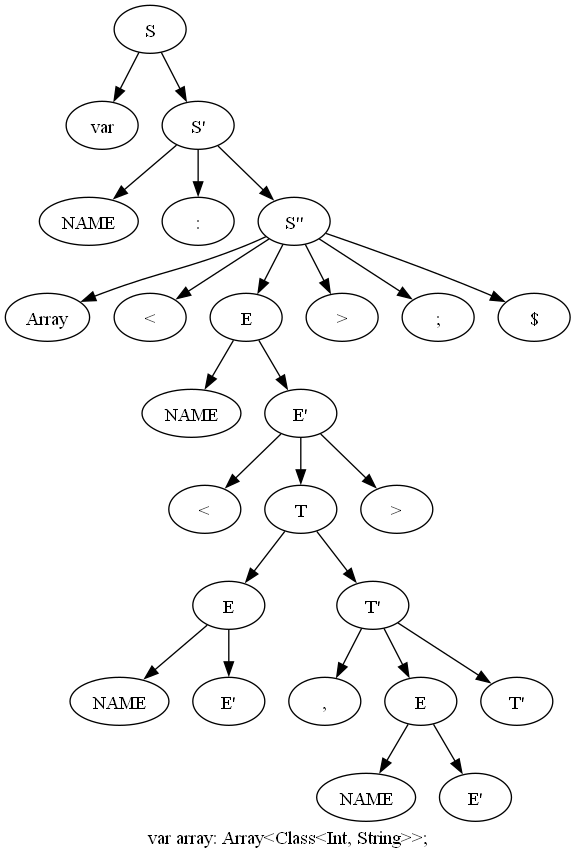 S
var S'
NAME : S''
Array < E > ; $
NAME E'
< T >
E T'
NAME E' , E T'
NAME E'
var array: Array<Class<Int, String>>;